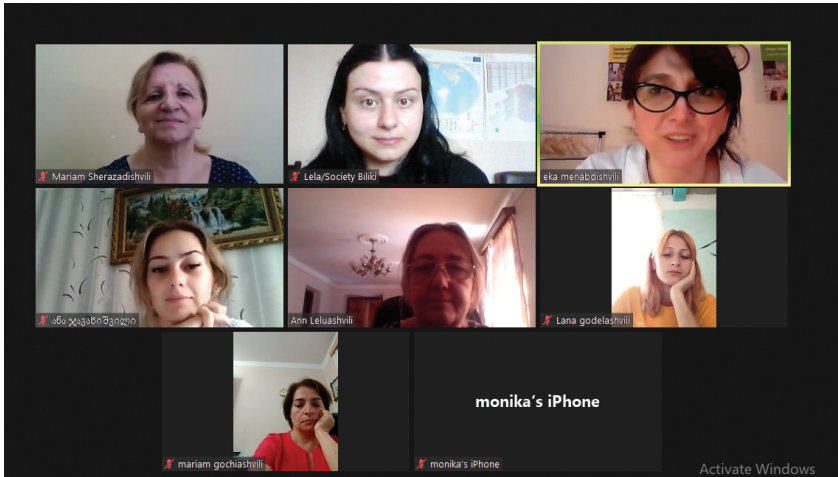 Mariam Sherazadishvili
Lela/Society Biliki
eka menabdishvili
ანა ჯავახიშვილი
Ann Leluashvili
Lana godelashvili
monika's iPhone
mariam gochiashvili
monika's iPhone
Activate Windows